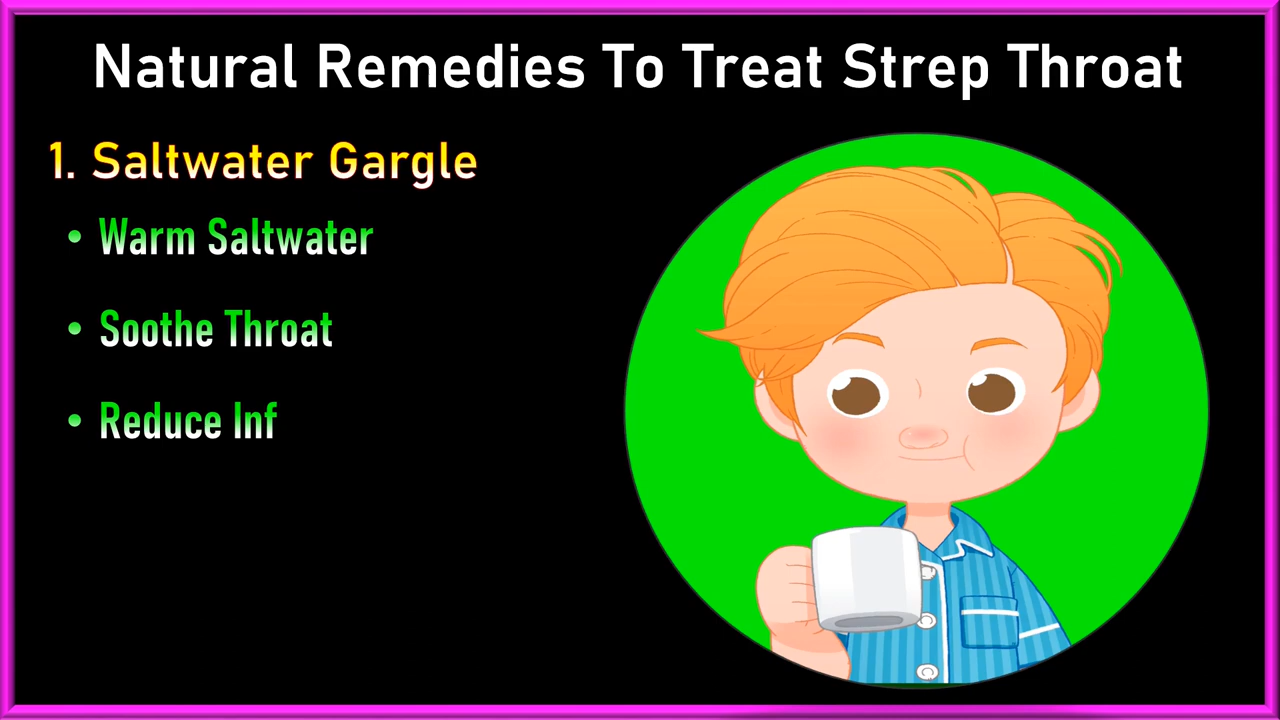 Natural Remedies To Treat Strep Throat
1. Saltwater Gargle
• Warm Saltwater
• Soothe Throat
• Reduce Inf